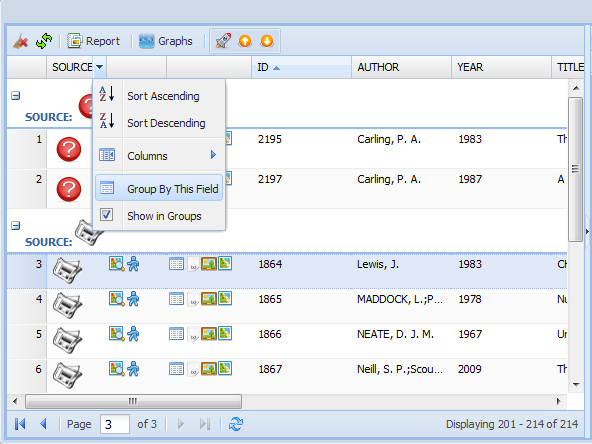 Report Graphs
SOURCE ID AUTHOR YEAR TITLE
Sort Ascending
SOURCE:
Sort Descending
1 2195 Carling, P. A. 1983 Th
Columns
2 2197 Carling, P. A. 1987 A
Group By This Field
Show in Groups
SOURCE:
3 1864 Lewis, J. 1983 CH
4 1865 MADDOCK, L.;P... 1978 Nu
5 1866 NEATE, D. J. M. 1967 Un
6 1867 Neill, S. P.;Scou... 2009 Th
Page 3 of 3 Displaying 201 - 214 of 214